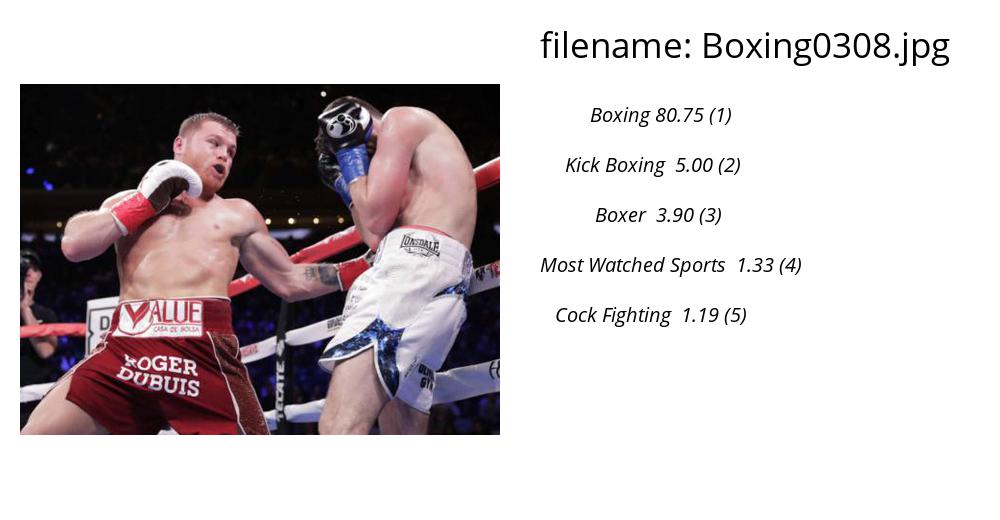 filename: Boxing0308.jpg
Boxing 80.75 (1)
Kick Boxing 5.00 (2)
Boxer 3.90 (3)
Most Watched Sports 1.33 (4)
Cock Fighting 1.19 (5)
LONSDALE
VALUE
CASA DE BOLSA
ROGER
DUBUIS
TECATE